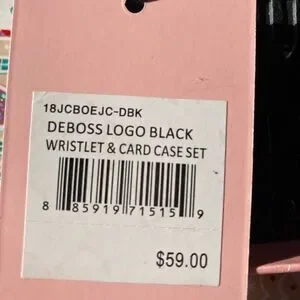 18JCBOEJC-DBK
DEBOSS LOGO BLACK
WRISTLET & CARD CASE SET
8 85919 71515 9
$59.00